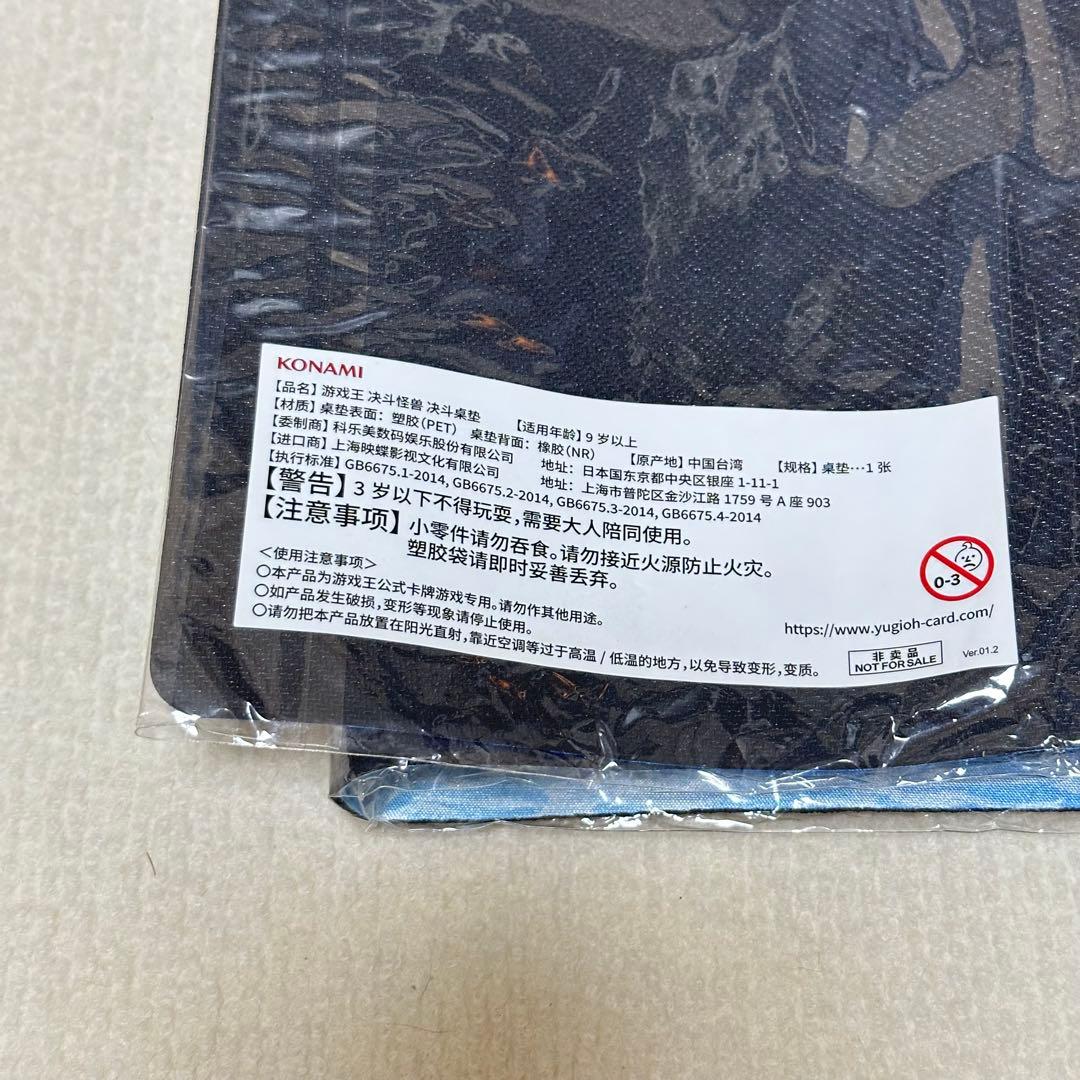 KONAMI
【品名】游戏王 决斗怪兽 决斗桌垫 【适用年龄】9 岁以上
【材质】桌垫表面：塑胶（PET） 桌垫背面：橡胶（NR） 【原产地】中国台湾 【规格】桌垫…1 张
【委制商】科乐美数码娱乐股份有限公司 地址：日本国东京都中央区银座 1-11-1
【进口商】上海映蝶影视文化有限公司 地址：上海市普陀区金沙江路 1759 号 A 座 903
【执行标准】GB6675.1-2014, GB6675.2-2014, GB6675.3-2014, GB6675.4-2014
【警告】3 岁以下不得玩耍，需要大人陪同使用。
【注意事项】小零件请勿吞食。请勿接近火源防止火灾。
塑胶袋请即时妥善丢弃。
0-3
＜使用注意事项＞
○本产品为游戏王公式卡牌游戏专用。请勿作其他用途。
○如产品发生破损，变形等现象请停止使用。
○请勿把本产品放置在阳光直射，靠近空调等过于高温 / 低温的地方，以免导致变形，变质。
https://www.yugioh-card.com/
非卖品
NOT FOR SALE
Ver.01.2